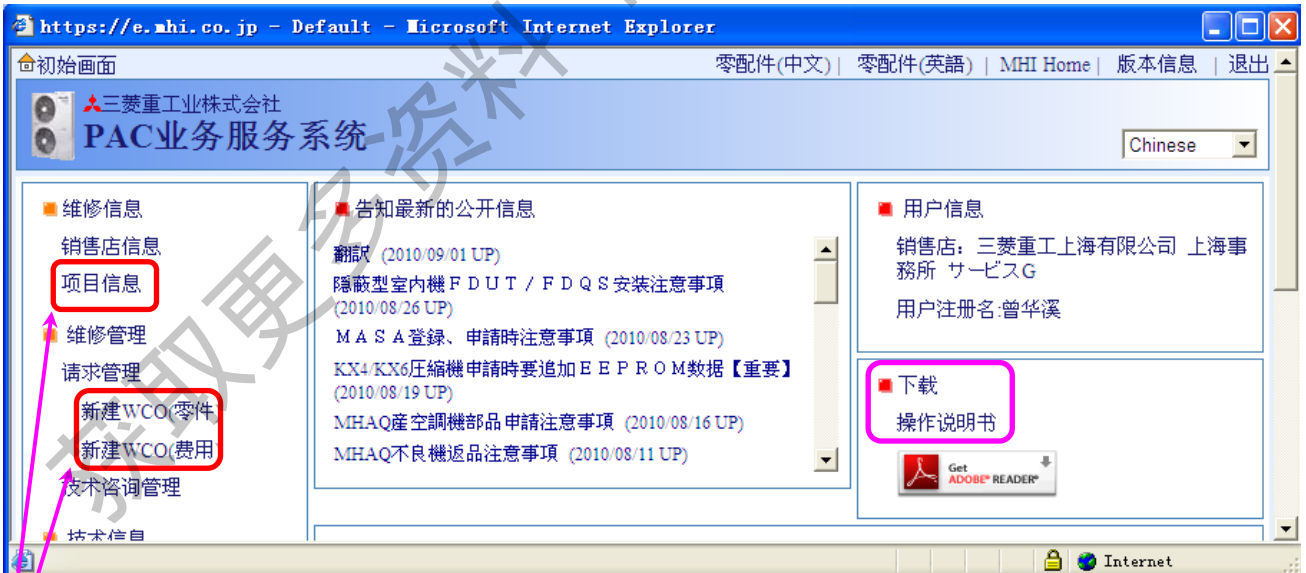 https://e.mhi.co.jp - Default - Microsoft Internet Explorer
初始画面
零配件(中文)| 零配件(英語) | MHI Home | 版本信息 | 退出
三菱重工业株式会社
PAC业务服务系统
Chinese
维修信息
销售店信息
项目信息
维修管理
请求管理
新建WCO(零件)
新建WCO(费用)
技术咨询管理
技术信息
告知最新的公开信息
翻訳 (2010/09/01 UP)
隠蔽型室内機ＦＤＵＴ/ＦＤＱＳ安装注意事項
(2010/08/26 UP)
ＭＡＳＡ登録、申請時注意事項 (2010/08/23 UP)
KX4/KX6圧縮機申請時要追加ＥＥＰＲＯＭ数据【重要】
(2010/08/19 UP)
MHAQ産空調機部品申請注意事項 (2010/08/16 UP)
MHAQ不良機返品注意事項 (2010/08/11 UP)
用户信息
销售店：三菱重工上海有限公司 上海事
務所 サービスG
用户注册名:曾华溪
下载
操作说明书
Get
ADOBE® READER®
Internet
获取更多资料